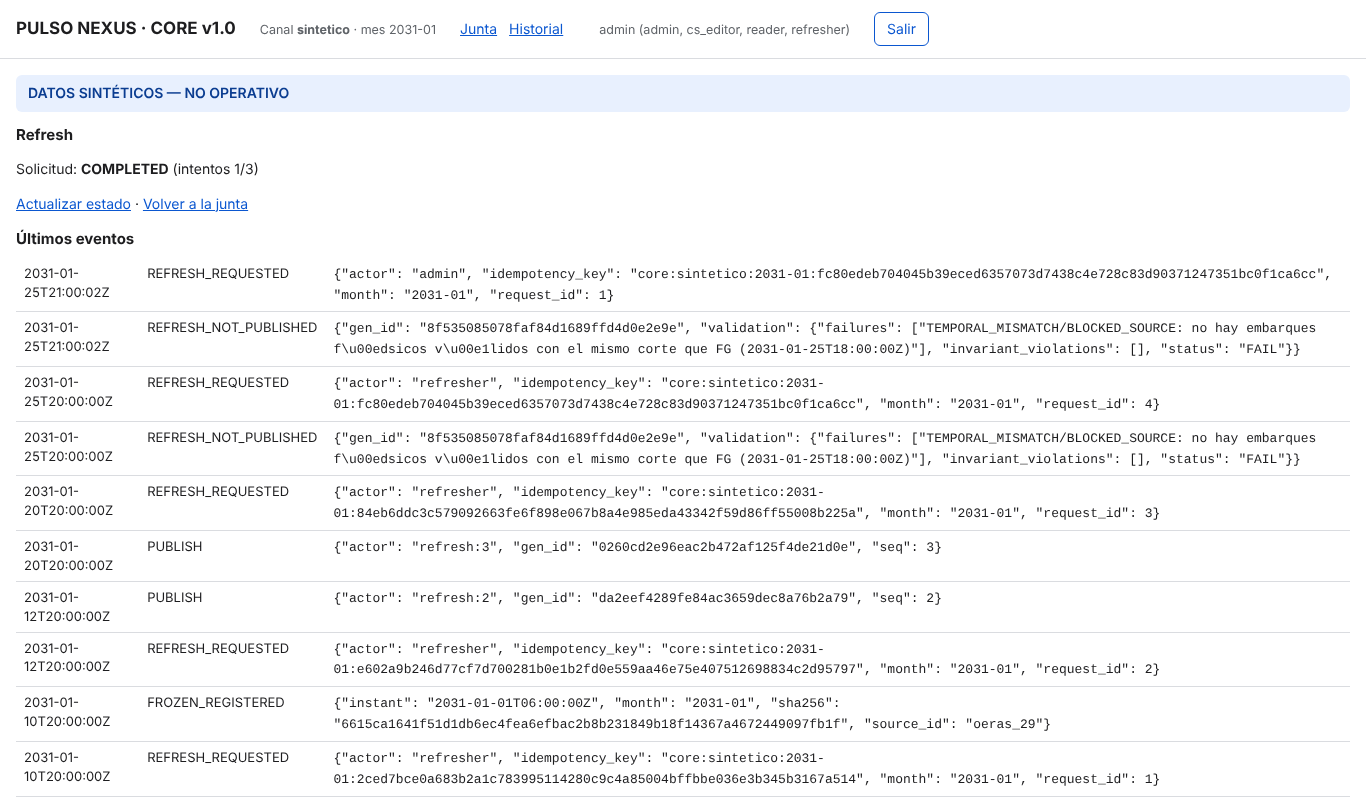 PULSO NEXUS · CORE v1.0
Canal sintetico · mes 2031-01
Junta Historial
admin (admin, cs_editor, reader, refresher)
Salir
DATOS SINTÉTICOS — NO OPERATIVO
Refresh
Solicitud: COMPLETED (intentos 1/3)
Actualizar estado · Volver a la junta
Últimos eventos
2031-01-
25T21:00:02Z
REFRESH_REQUESTED
{"actor": "admin", "idempotency_key": "core:sintetico:2031-01:fc80edeb704045b39eced6357073d7438c4e728c83d90371247351bc0f1ca6cc",
"month": "2031-01", "request_id": 1}
2031-01-
25T21:00:02Z
REFRESH_NOT_PUBLISHED
{"gen_id": "8f535085078faf84d1689ffd4d0e2e9e", "validation": {"failures": ["TEMPORAL_MISMATCH/BLOCKED_SOURCE: no hay embarques
f\u00edsicos v\u00e1lidos con el mismo corte que FG (2031-01-25T18:00:00Z)"], "invariant_violations": [], "status": "FAIL"}}
2031-01-
25T20:00:00Z
REFRESH_REQUESTED
{"actor": "refresher", "idempotency_key": "core:sintetico:2031-
01:fc80edeb704045b39eced6357073d7438c4e728c83d90371247351bc0f1ca6cc", "month": "2031-01", "request_id": 4}
2031-01-
25T20:00:00Z
REFRESH_NOT_PUBLISHED
{"gen_id": "8f535085078faf84d1689ffd4d0e2e9e", "validation": {"failures": ["TEMPORAL_MISMATCH/BLOCKED_SOURCE: no hay embarques
f\u00edsicos v\u00e1lidos con el mismo corte que FG (2031-01-25T18:00:00Z)"], "invariant_violations": [], "status": "FAIL"}}
2031-01-
20T20:00:00Z
REFRESH_REQUESTED
{"actor": "refresher", "idempotency_key": "core:sintetico:2031-
01:84eb6ddc3c579092663fe6f898e067b8a4e985eda43342f59d86ff55008b225a", "month": "2031-01", "request_id": 3}
2031-01-
20T20:00:00Z
PUBLISH
{"actor": "refresh:3", "gen_id": "0260cd2e96eac2b472af125f4de21d0e", "seq": 3}
2031-01-
12T20:00:00Z
PUBLISH
{"actor": "refresh:2", "gen_id": "da2eef4289fe84ac3659dec8a76b2a79", "seq": 2}
2031-01-
12T20:00:00Z
REFRESH_REQUESTED
{"actor": "refresher", "idempotency_key": "core:sintetico:2031-
01:e602a9b246d77cf7d700281b0e1b2fd0e559aa46e75e407512698834c2d95797", "month": "2031-01", "request_id": 2}
2031-01-
10T20:00:00Z
FROZEN_REGISTERED
{"instant": "2031-01-01T06:00:00Z", "month": "2031-01", "sha256":
"6615ca1641f51d1db6ec4fea6efbac2b8b231849b18f14367a4672449097fb1f", "source_id": "oeras_29"}
2031-01-
10T20:00:00Z
REFRESH_REQUESTED
{"actor": "refresher", "idempotency_key": "core:sintetico:2031-
01:2ced7bce0a683b2a1c783995114280c9c4a85004bffbbe036e3b345b3167a514", "month": "2031-01", "request_id": 1}